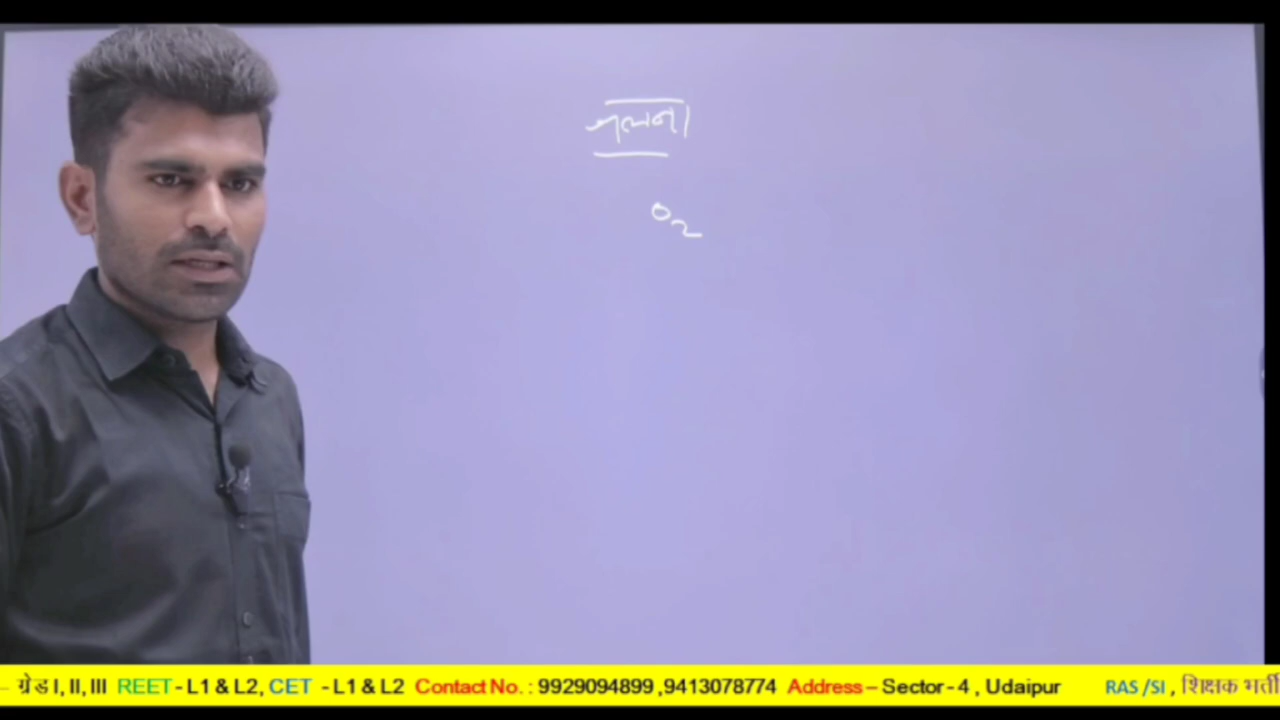 जलना
O2
– ग्रेड I, II, III REET - L1 & L2, CET - L1 & L2 Contact No. : 9929094899 ,9413078774 Address – Sector - 4 , Udaipur RAS /SI , शिक्षक भर्ती